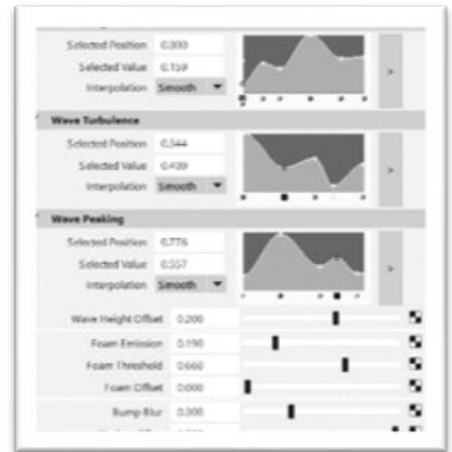 Selected Position 0.000
Selected Value 0.159
Interpolation Smooth
Wave Turbulence
Selected Position 0.344
Selected Value 0.409
Interpolation Smooth
Wave Peaking
Selected Position 0.776
Selected Value 0.557
Interpolation Smooth
Wave Height Offset 0.200
Foam Emission 0.190
Foam Threshold 0.660
Foam Offset 0.000
Bump Blur 0.300